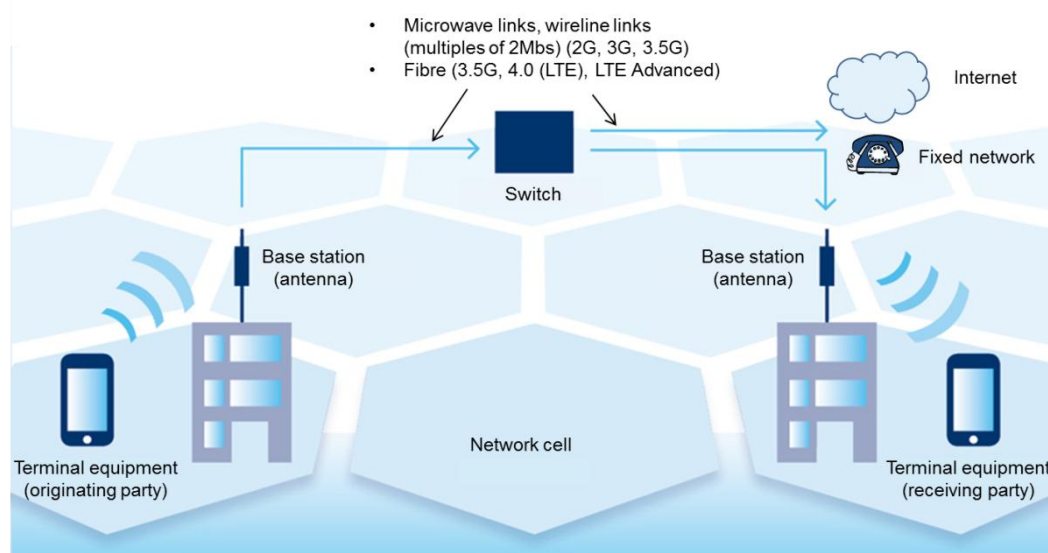 • Microwave links, wireline links
(multiples of 2Mbs) (2G, 3G, 3.5G)
• Fibre (3.5G, 4.0 (LTE), LTE Advanced)
Internet
Fixed network
Switch
Base station
(antenna)
Base station
(antenna)
Network cell
Terminal equipment
(originating party)
Terminal equipment
(receiving party)